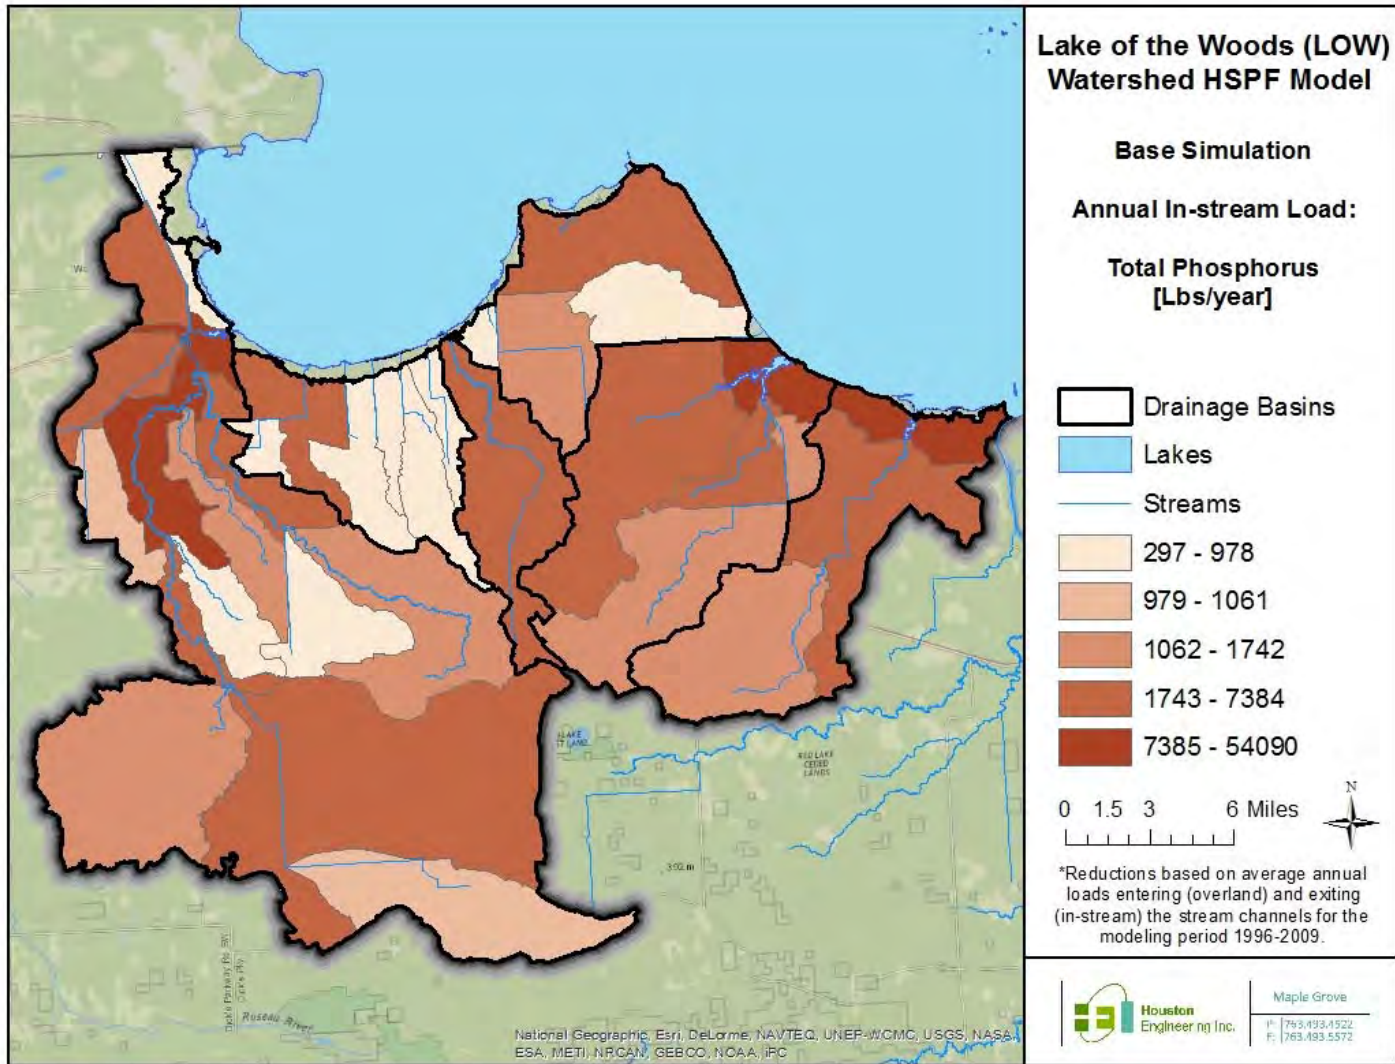 Lake of the Woods (LOW)
Watershed HSPF Model
Base Simulation
Annual In-stream Load:
Total Phosphorus
[Lbs/year]
Drainage Basins
Lakes
Streams
297 - 978
979 - 1061
1062 - 1742
1743 - 7384
7385 - 54090
0 1.5 3 6 Miles
N
*Reductions based on average annual
loads entering (overland) and exiting
(in-stream) the stream channels for the
modeling period 1996-2009.
Houston
Engineering Inc.
Maple Grove
P: 763.493.4522
F: 763.493.5572
RED LAKE
CEDED
LANDS
Roseau River
National Geographic, Esri, DeLorme, NAVTEQ, UNEP-WCMC, USGS, NASA,
ESA, METI, NRCAN, GEBCO, NOAA, iPC